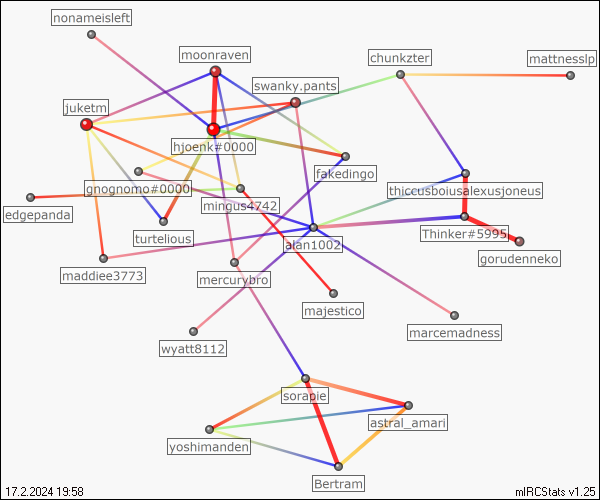 nonameisleft
moonraven
chunkzter
mattnesslp
swanky.pants
juketm
hjoenk#0000
fakedingo
gnognomo#0000
thiccusboiusalexusjoneus
mingus4742
edgepanda
turtelious
alan1002
Thinker#5995
gorudenneko
maddiee3773
mercurybro
majestico
marcemadness
wyatt8112
sorapie
astral_amari
yoshimanden
Bertram
17.2.2024 19:58
mIRCStats v1.25